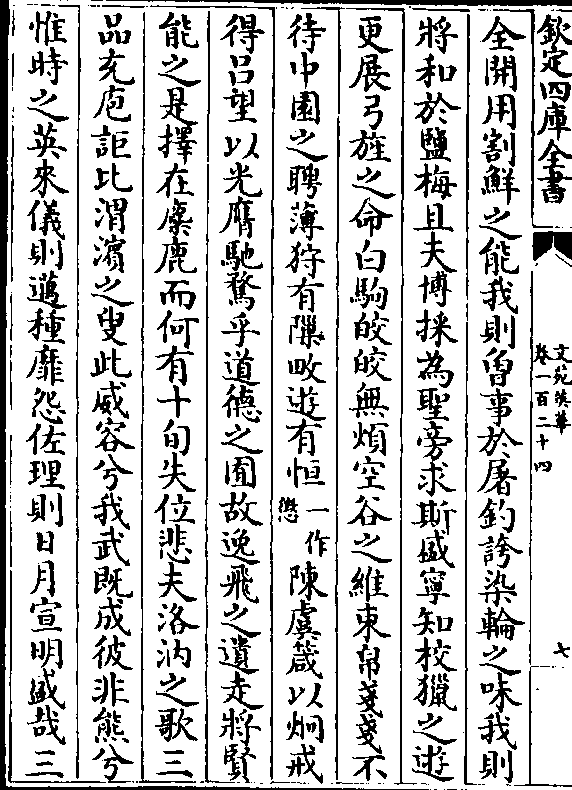 欽定四庫全書
文苑英華
卷一百二十四
七
全開用割鮮之能我則曾事於屠釣誇染輪之味我則
將和於鹽梅且夫博採為聖旁求斯盛寧知校獵之遊
更展弓旌之命白駒皎皎無煩空谷之維束帛戔戔不
待巾園之聘薄狩有隙畋遊有恒一作愆陳虞箴以炯戒
得吕望以光膺馳騖乎道德之囿故逸飛之遺走將賢
能之是擇在麋鹿而何有十旬失位悲夫洛汭之歌三
品充庖詎比渭濱之叟此威容兮我武既成彼非熊兮
惟時之英來儀則邁種靡怨佐理則日月宣明盛哉三